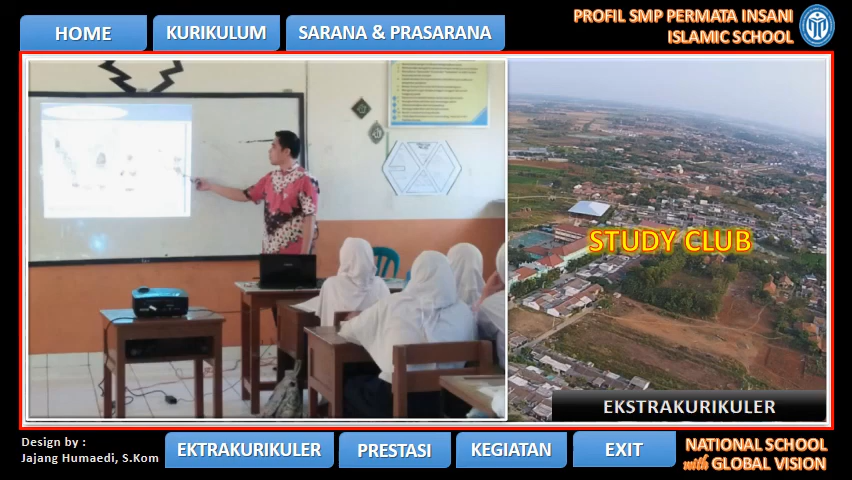 HOME
KURIKULUM
SARANA & PRASARANA
PROFIL SMP PERMATA INSANI
ISLAMIC SCHOOL
STUDY CLUB
EKSTRAKURIKULER
Design by :
Jajang Humaedi, S.Kom
EKTRAKURIKULER
PRESTASI
KEGIATAN
EXIT
NATIONAL SCHOOL
with GLOBAL VISION